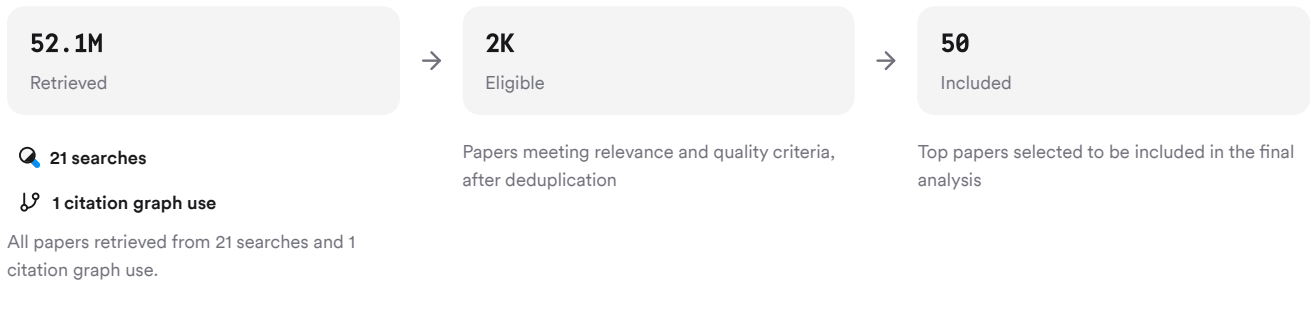 52.1M
Retrieved
2K
Eligible
50
Included
21 searches
1 citation graph use
All papers retrieved from 21 searches and 1
citation graph use.
Papers meeting relevance and quality criteria,
after deduplication
Top papers selected to be included in the final
analysis